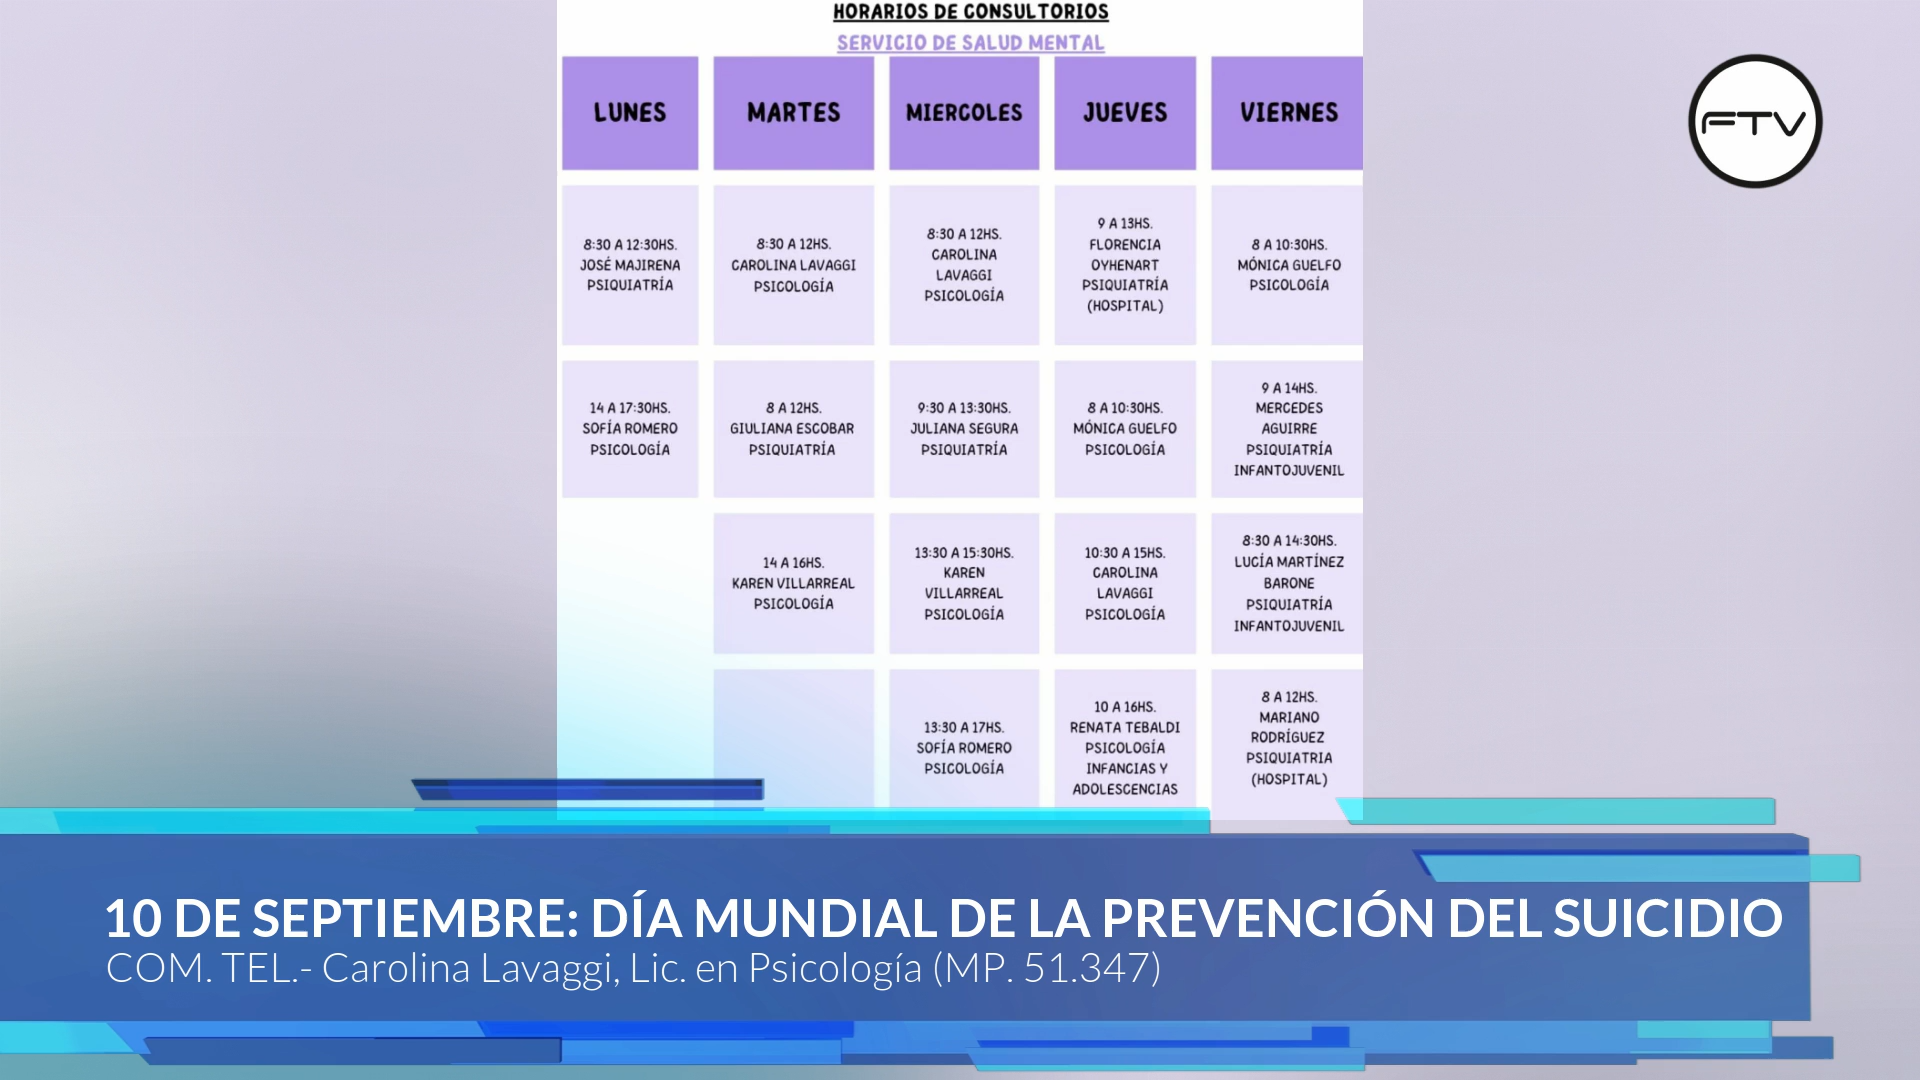 HORARIOS DE CONSULTORIOS
SERVICIO DE SALUD MENTAL
LUNES
MARTES
MIERCOLES
JUEVES
VIERNES
8:30 A 12:30HS.
JOSÉ MAJIRENA
PSIQUIATRÍA
8:30 A 12HS.
CAROLINA LAVAGGI
PSICOLOGÍA
8:30 A 12HS.
CAROLINA
LAVAGGI
PSICOLOGÍA
9 A 13HS.
FLORENCIA
OYHENART
PSIQUIATRÍA
(HOSPITAL)
8 A 10:30HS.
MÓNICA GUELFO
PSICOLOGÍA
14 A 17:30HS.
SOFÍA ROMERO
PSICOLOGÍA
8 A 12HS.
GIULIANA ESCOBAR
PSIQUIATRÍA
9:30 A 13:30HS.
JULIANA SEGURA
PSIQUIATRÍA
8 A 10:30HS.
MÓNICA GUELFO
PSICOLOGÍA
9 A 14HS.
MERCEDES
AGUIRRE
PSIQUIATRÍA
INFANTOJUVENIL
14 A 16HS.
KAREN VILLARREAL
PSICOLOGÍA
13:30 A 15:30HS.
KAREN
VILLARREAL
PSICOLOGÍA
10:30 A 15HS.
CAROLINA
LAVAGGI
PSICOLOGÍA
8:30 A 14:30HS.
LUCÍA MARTÍNEZ
BARONE
PSIQUIATRÍA
INFANTOJUVENIL
13:30 A 17HS.
SOFÍA ROMERO
PSICOLOGÍA
10 A 16HS.
RENATA TEBALDI
PSICOLOGÍA
INFANCIAS Y
ADOLESCENCIAS
8 A 12HS.
MARIANO
RODRÍGUEZ
PSIQUIATRIA
(HOSPITAL)
FTV
10 DE SEPTIEMBRE: DÍA MUNDIAL DE LA PREVENCIÓN DEL SUICIDIO
COM. TEL.- Carolina Lavaggi, Lic. en Psicología (MP. 51.347)